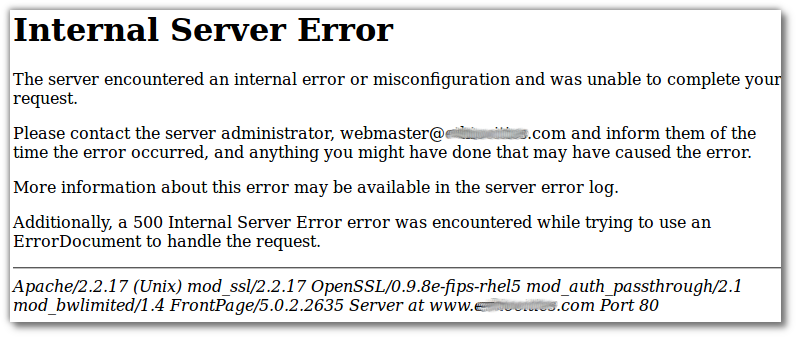 Internal Server Error
The server encountered an internal error or misconfiguration and was unable to complete your
request.
Please contact the server administrator, webmaster@ .com and inform them of the
time the error occurred, and anything you might have done that may have caused the error.
More information about this error may be available in the server error log.
Additionally, a 500 Internal Server Error error was encountered while trying to use an
ErrorDocument to handle the request.
Apache/2.2.17 (Unix) mod_ssl/2.2.17 OpenSSL/0.9.8e-fips-rhel5 mod_auth_passthrough/2.1
mod_bwlimited/1.4 FrontPage/5.0.2.2635 Server at www. .com Port 80